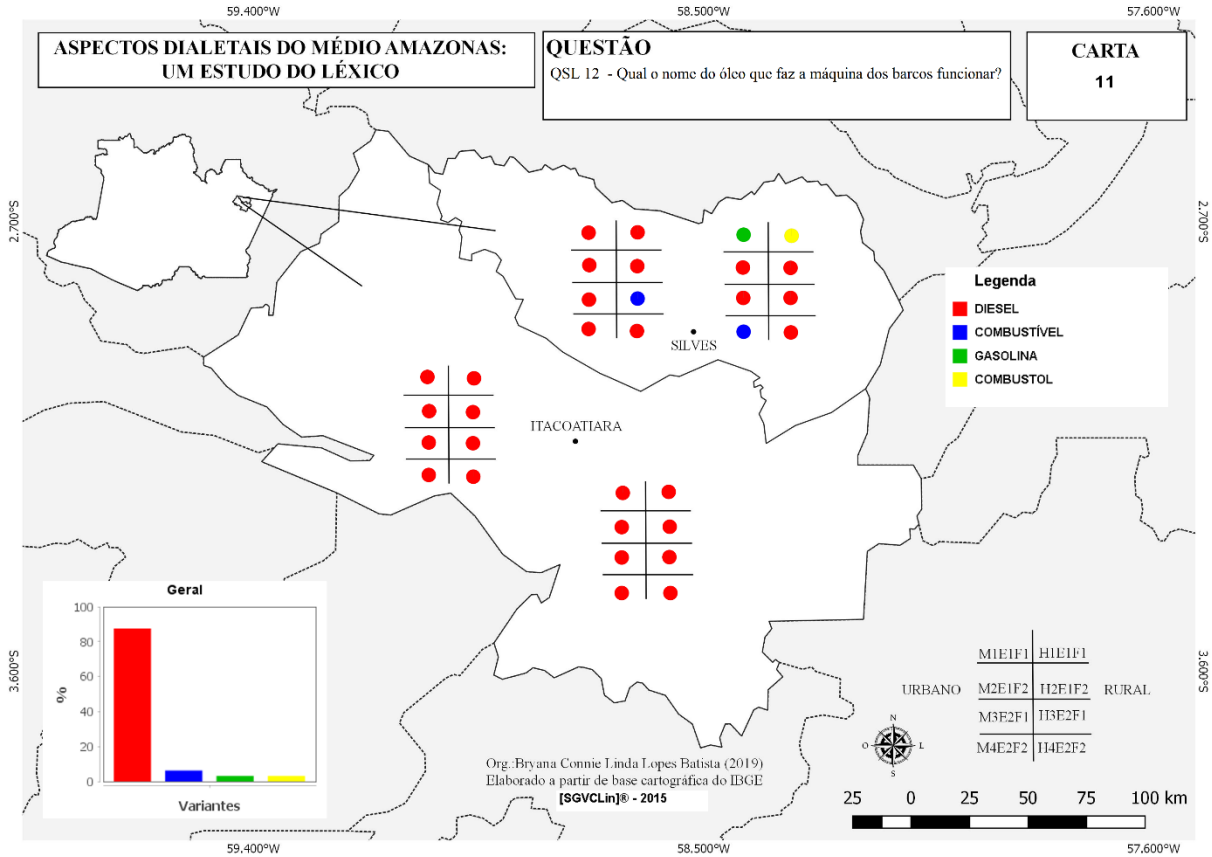 59.400°W
58.500°W
57.600°W
ASPECTOS DIALETAIS DO MÉDIO AMAZONAS:
UM ESTUDO DO LÉXICO
QUESTÃO
QSL 12 - Qual o nome do óleo que faz a máquina dos barcos funcionar?
CARTA
11
2.700°S
2.700°S
Legenda
DIESEL
COMBUSTÍVEL
GASOLINA
COMBUSTOL
SILVES
ITACOATIARA
Geral
100
80
60
40
20
0
%
Variantes
3.600°S
3.600°S
M1E1F1 H1E1F1
URBANO M2E1F2 H2E1F2 RURAL
M3E2F1 H3E2F1
M4E2F2 H4E2F2
N
O L
S
Org.:Bryana Connie Linda Lopes Batista (2019)
Elaborado a partir de base cartográfica do IBGE
[SGVCLin]® - 2015
25 0 25 50 75 100 km
59.400°W
58.500°W
57.600°W